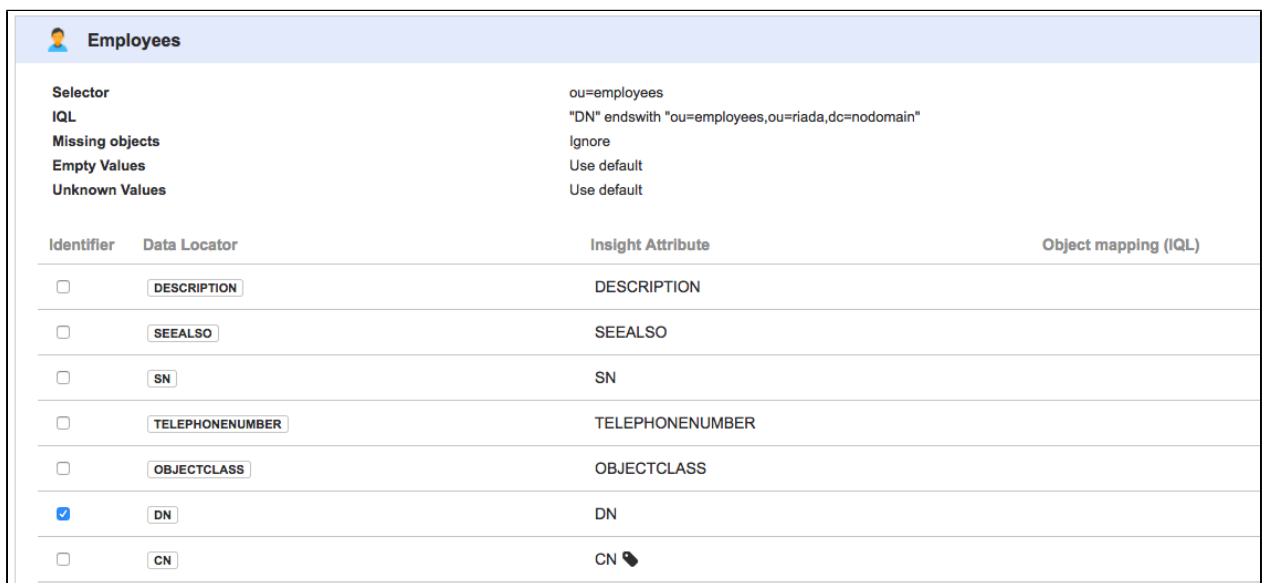 Employees
Selector ou=employees
IQL "DN" endswith "ou=employees,ou=riada,dc=nodomain"
Missing objects Ignore
Empty Values Use default
Unknown Values Use default
Identifier Data Locator Insight Attribute Object mapping (IQL)
DESCRIPTION DESCRIPTION
SEEALSO SEEALSO
SN SN
TELEPHONENUMBER TELEPHONENUMBER
OBJECTCLASS OBJECTCLASS
DN DN
CN CN